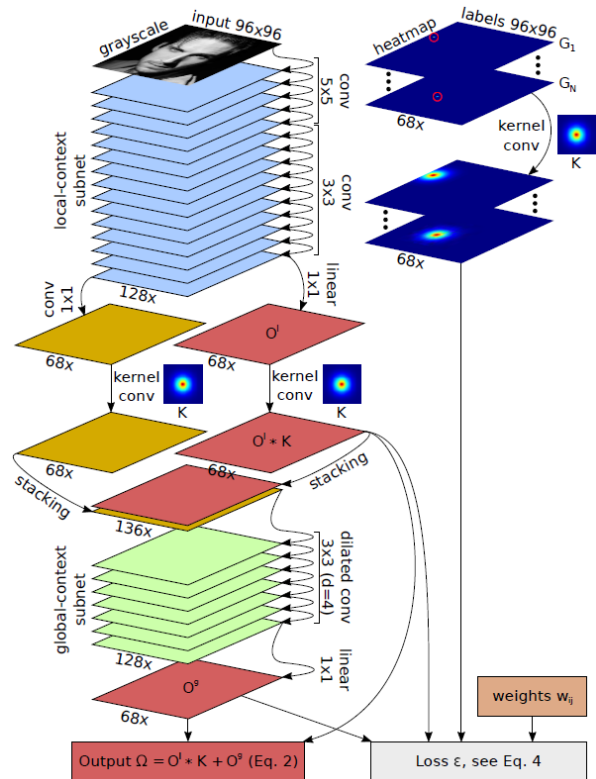 grayscale
input 96x96
conv
5x5
local-context
subnet
conv
3x3
128x
conv
1x1
linear
1x1
68x
O^l
68x
kernel
conv
K
kernel
conv
K
68x
O^l * K
68x
stacking
stacking
136x
dilated conv
3x3 (d=4)
global-context
subnet
128x
linear
1x1
O^g
68x
Output Ω = O^l * K + O^g (Eq. 2)
heatmap
labels 96x96
G₁
G_N
68x
kernel
conv
K
68x
weights w_ij
Loss ε, see Eq. 4